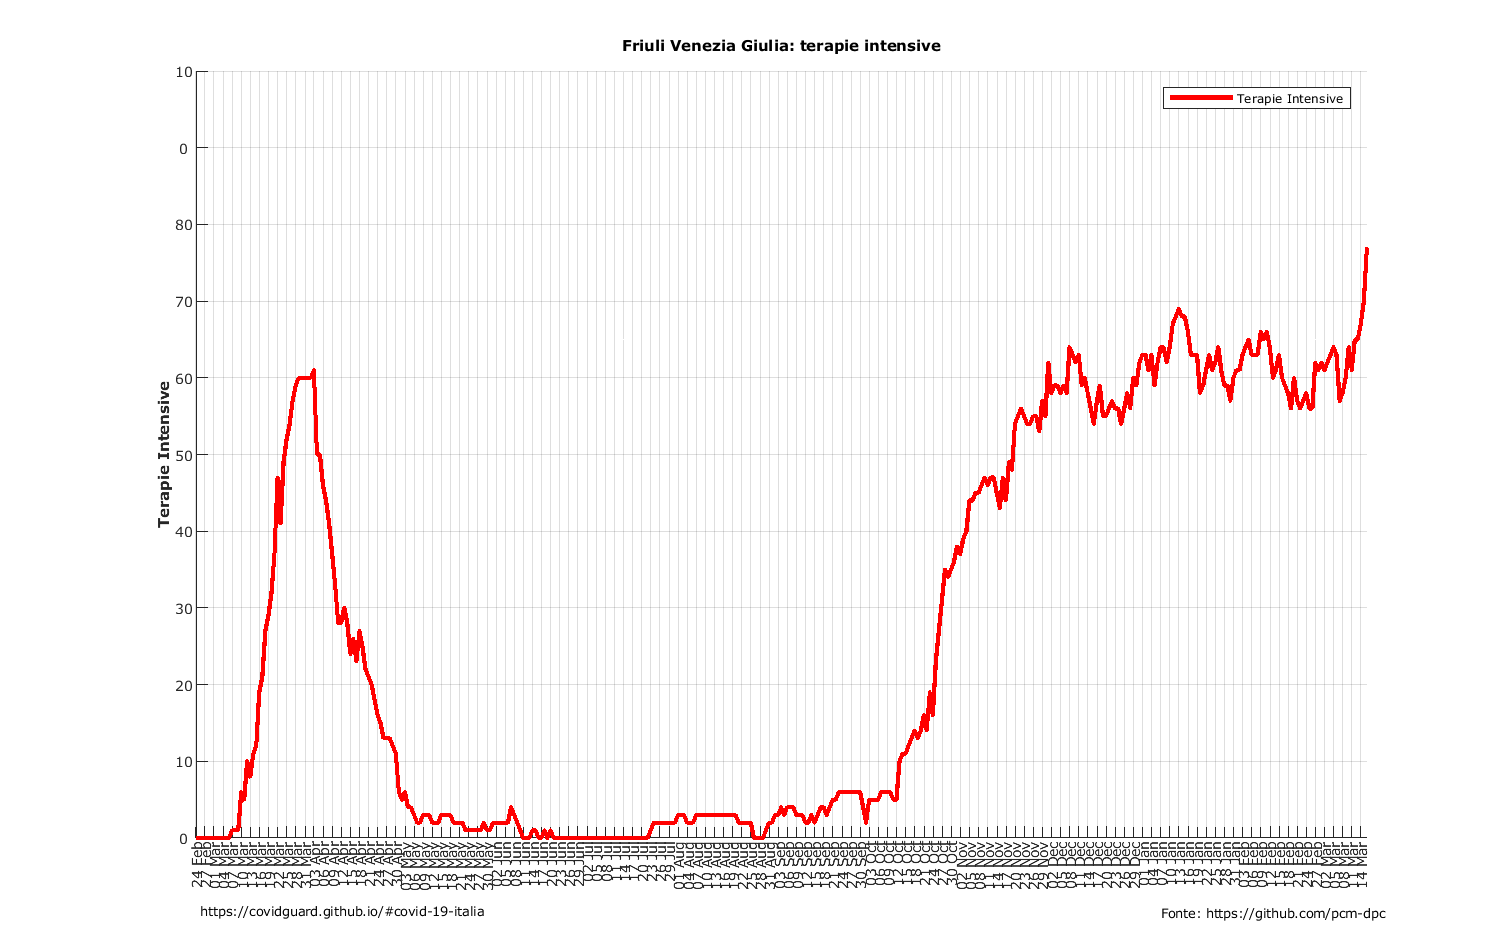 Friuli Venezia Giulia: terapie intensive
Terapie Intensive
10
0
80
70
60
50
40
30
20
10
0
Terapie Intensive
24 Feb
27 Feb
01 Mar
04 Mar
07 Mar
10 Mar
13 Mar
16 Mar
19 Mar
22 Mar
25 Mar
28 Mar
31 Mar
03 Apr
06 Apr
09 Apr
12 Apr
15 Apr
18 Apr
21 Apr
24 Apr
27 Apr
30 Apr
03 May
06 May
09 May
12 May
15 May
18 May
21 May
24 May
27 May
30 May
02 Jun
05 Jun
08 Jun
11 Jun
14 Jun
17 Jun
20 Jun
23 Jun
26 Jun
29 Jun
02 Jul
05 Jul
08 Jul
11 Jul
14 Jul
17 Jul
20 Jul
23 Jul
26 Jul
29 Jul
01 Aug
04 Aug
07 Aug
10 Aug
13 Aug
16 Aug
19 Aug
22 Aug
25 Aug
28 Aug
31 Aug
03 Sep
06 Sep
09 Sep
12 Sep
15 Sep
18 Sep
21 Sep
24 Sep
27 Sep
30 Sep
03 Oct
06 Oct
09 Oct
12 Oct
15 Oct
18 Oct
21 Oct
24 Oct
27 Oct
30 Oct
02 Nov
05 Nov
08 Nov
11 Nov
14 Nov
17 Nov
20 Nov
23 Nov
26 Nov
29 Nov
02 Dec
05 Dec
08 Dec
11 Dec
14 Dec
17 Dec
20 Dec
23 Dec
26 Dec
29 Dec
01 Jan
04 Jan
07 Jan
10 Jan
13 Jan
16 Jan
19 Jan
22 Jan
25 Jan
28 Jan
31 Jan
03 Feb
06 Feb
09 Feb
12 Feb
15 Feb
18 Feb
21 Feb
24 Feb
27 Feb
02 Mar
05 Mar
08 Mar
11 Mar
14 Mar
https://covidguard.github.io/#covid-19-italia
Fonte: https://github.com/pcm-dpc